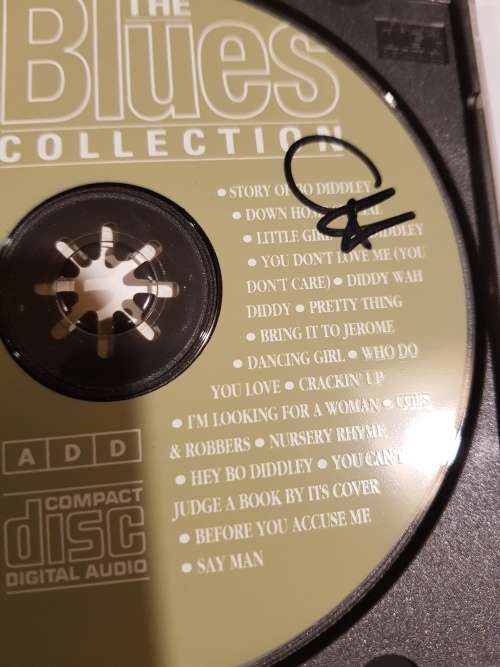 THE
Blues
COLLECTION
• STORY OF BO DIDDLEY
• DOWN
• LITTLE GIRL DIDDLEY
• YOU DON'T LOVE ME (YOU
DON'T CARE) • DIDDY WAH
DIDDY • PRETTY THING
• BRING IT TO JEROME
• DANCING GIRL • WHO DO
YOU LOVE • CRACKIN' UP
• I'M LOOKING FOR A WOMAN • COPS
& ROBBERS • NURSERY RHYME
• HEY BO DIDDLEY • YOU CAN'T
JUDGE A BOOK BY ITS COVER
• BEFORE YOU ACCUSE ME
• SAY MAN
A D D
COMPACT
disc
DIGITAL AUDIO